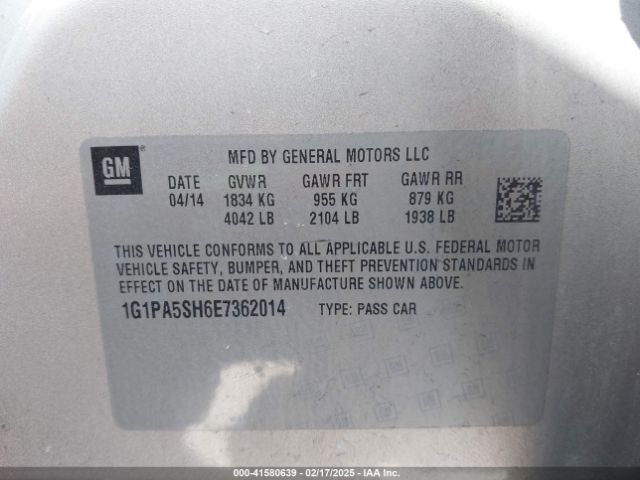 GM
MFD BY GENERAL MOTORS LLC
DATE GVWR GAWR FRT GAWR RR
04/14 1834 KG 955 KG 879 KG
4042 LB 2104 LB 1938 LB
THIS VEHICLE CONFORMS TO ALL APPLICABLE U.S. FEDERAL MOTOR
VEHICLE SAFETY, BUMPER, AND THEFT PREVENTION STANDARDS IN
EFFECT ON THE DATE OF MANUFACTURE SHOWN ABOVE.
1G1PA5SH6E7362014 TYPE: PASS CAR
000-41580639 - 02/17/2025 - IAA Inc.